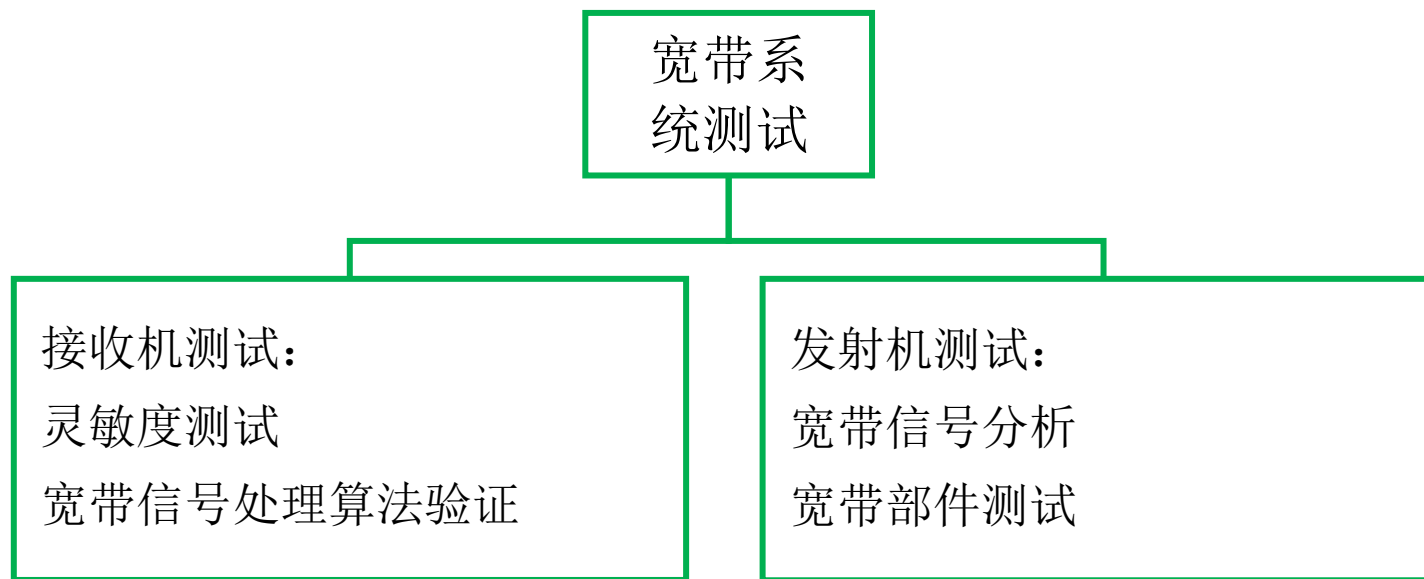 宽带系
统测试
接收机测试：
灵敏度测试
宽带信号处理算法验证
发射机测试：
宽带信号分析
宽带部件测试